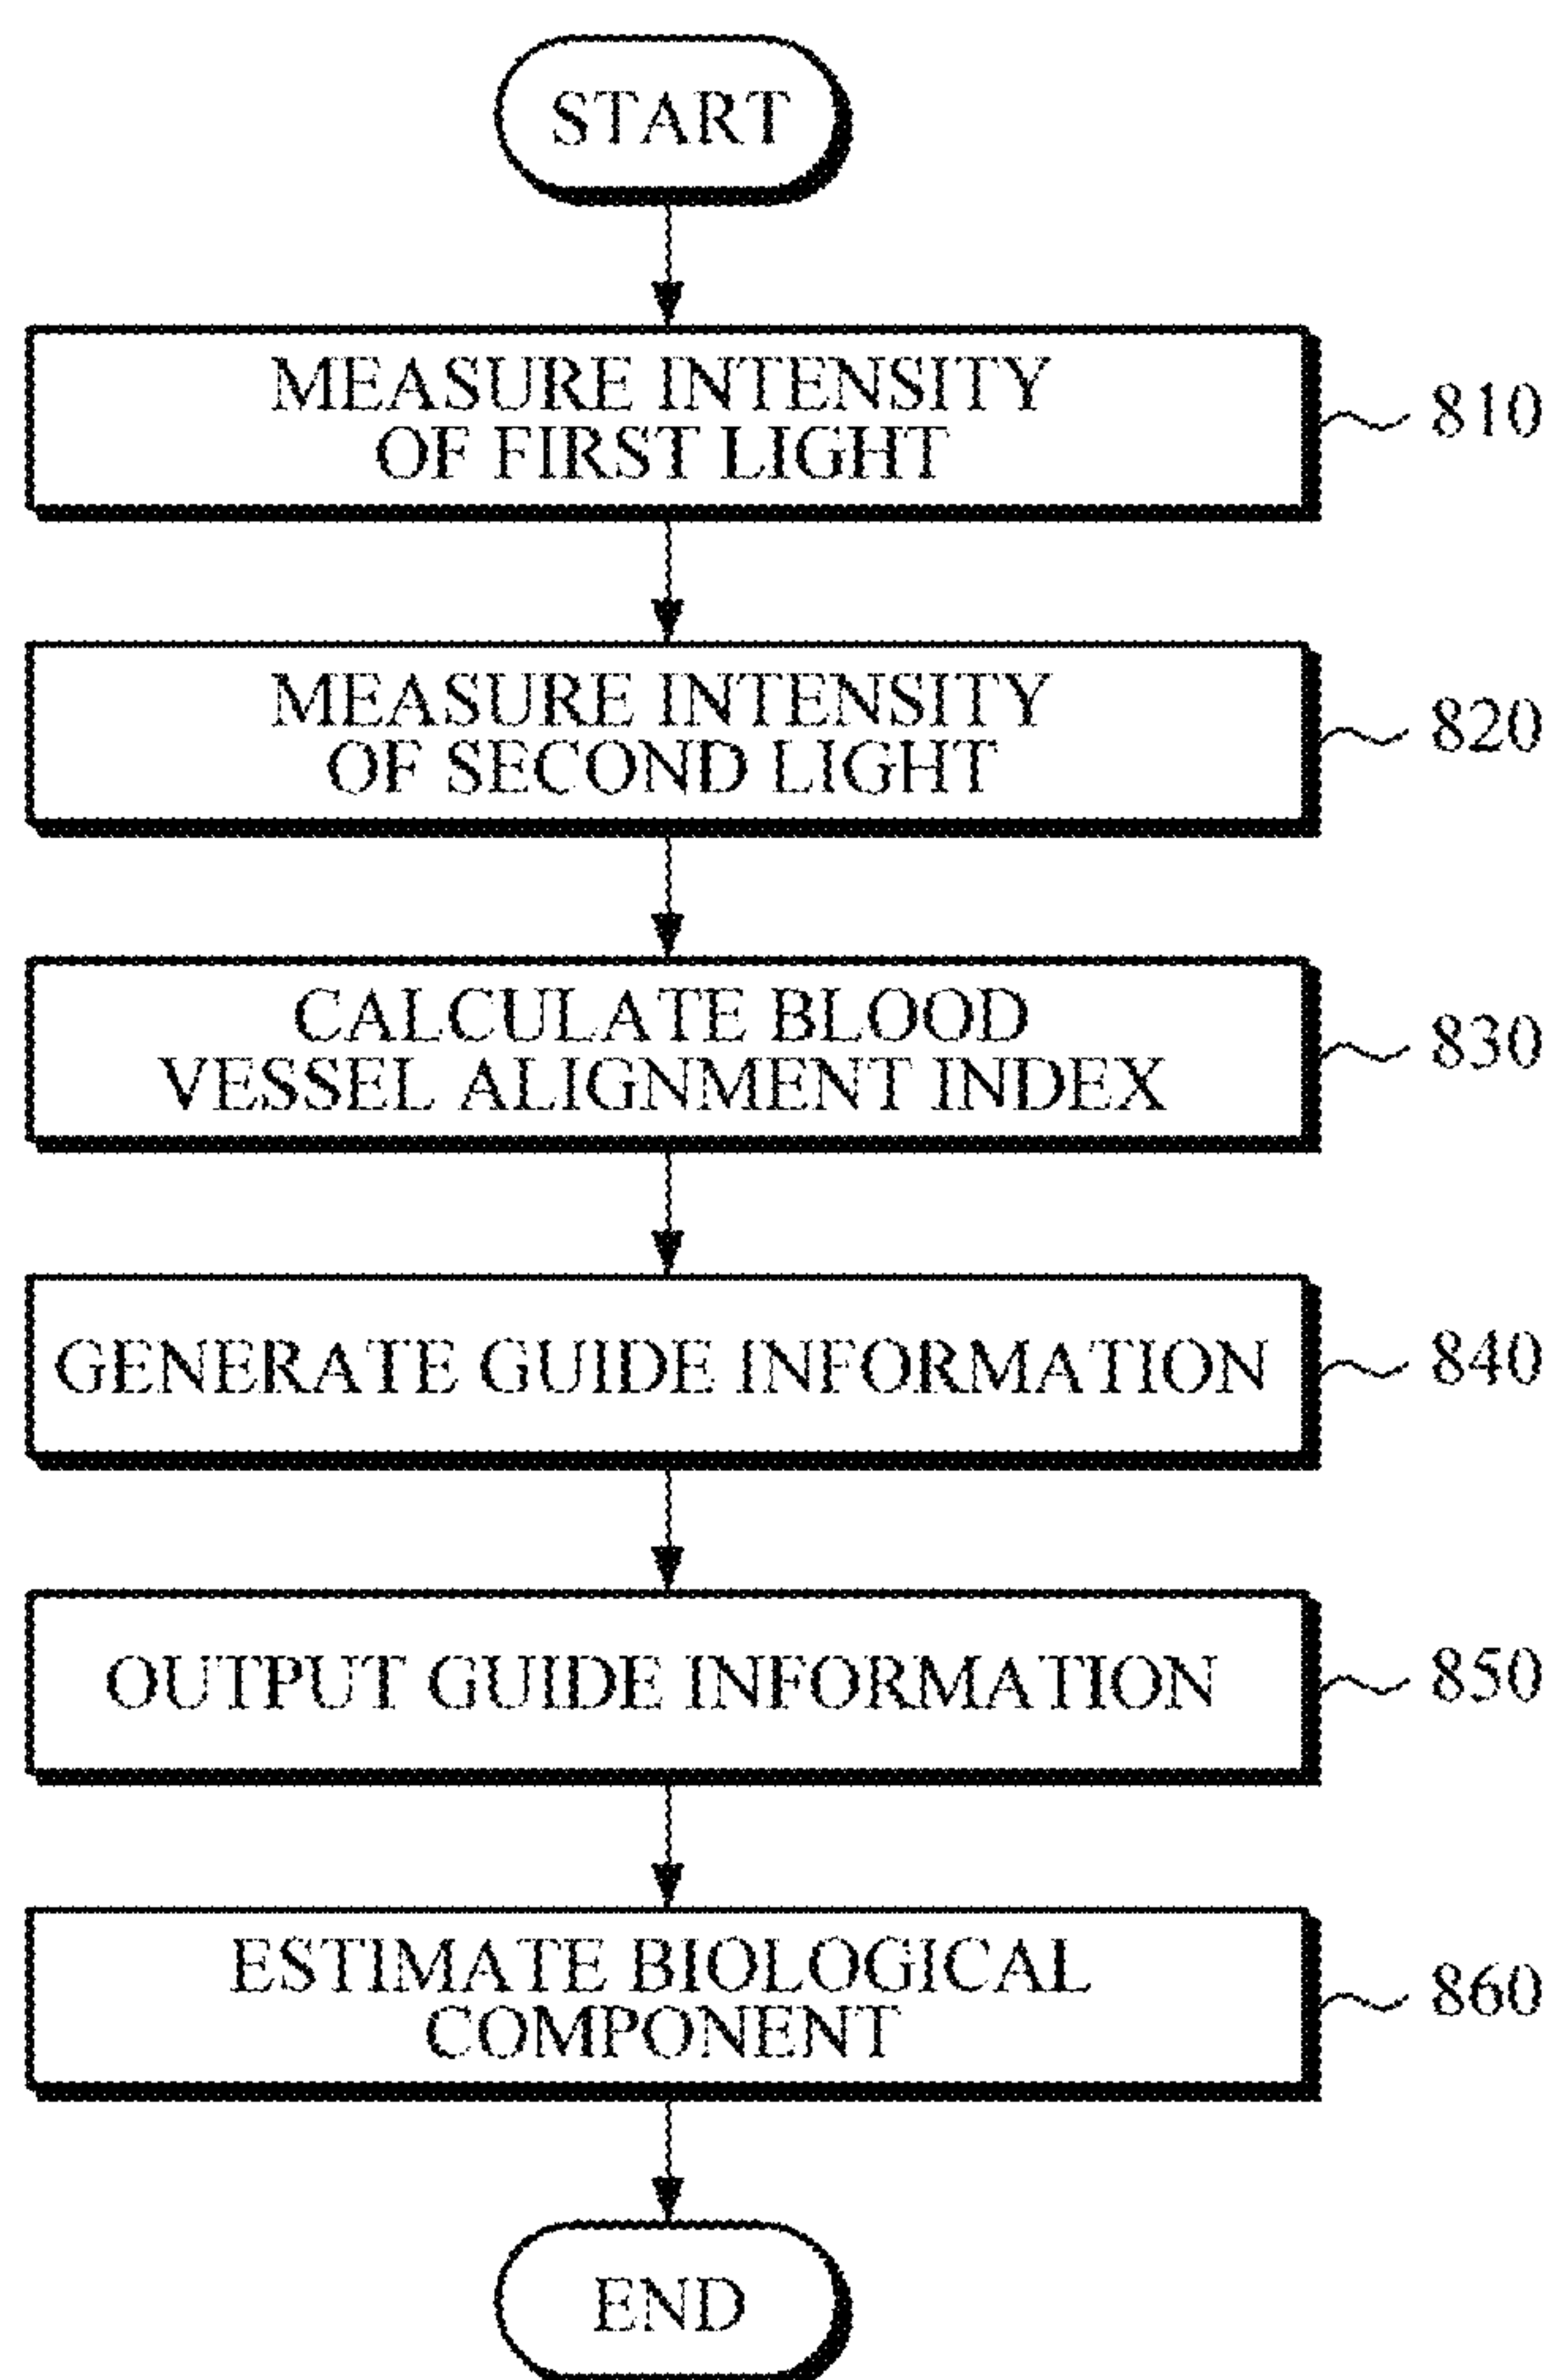 START
MEASURE INTENSITY
OF FIRST LIGHT
810
MEASURE INTENSITY
OF SECOND LIGHT
820
CALCULATE BLOOD
VESSEL ALIGNMENT INDEX
830
GENERATE GUIDE INFORMATION
840
OUTPUT GUIDE INFORMATION
850
ESTIMATE BIOLOGICAL
COMPONENT
860
END